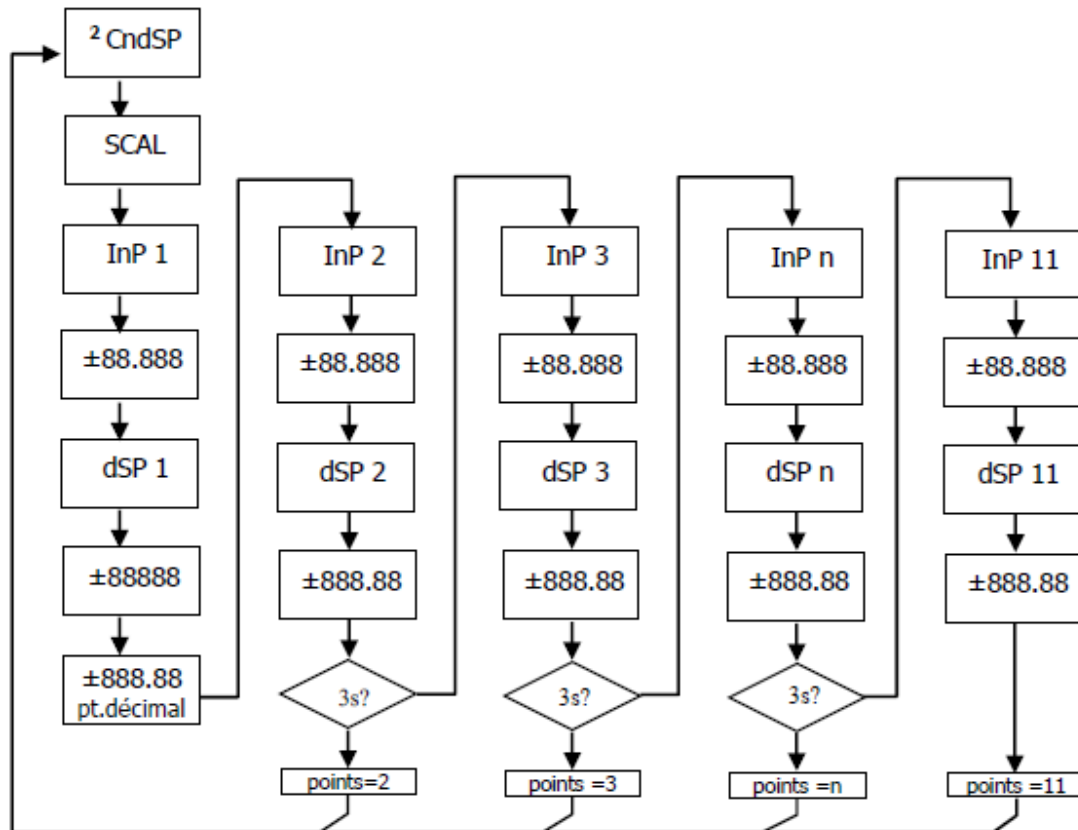 ² CndSP
SCAL
InP 1
±88.888
dSP 1
±88888
±888.88
pt.décimal
InP 2
±88.888
dSP 2
±888.88
3s?
points=2
InP 3
±88.888
dSP 3
±888.88
3s?
points =3
InP n
±88.888
dSP n
±888.88
3s?
points =n
InP 11
±88.888
dSP 11
±888.88
points =11